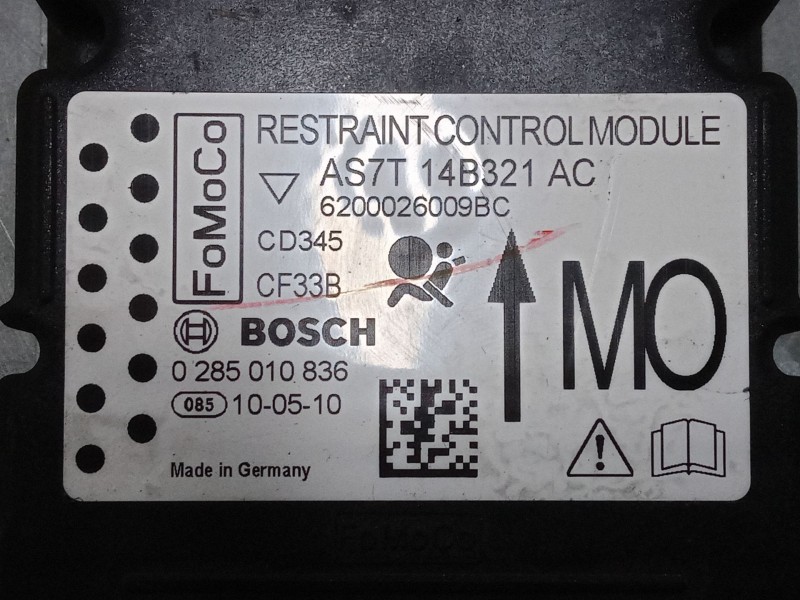 FoMoCo
RESTRAINT CONTROL MODULE
AS7T 14B321 AC
6200026009BC
CD345
CF33B
MO
BOSCH
0 285 010 836
085 10-05-10
Made in Germany
FoMoCo